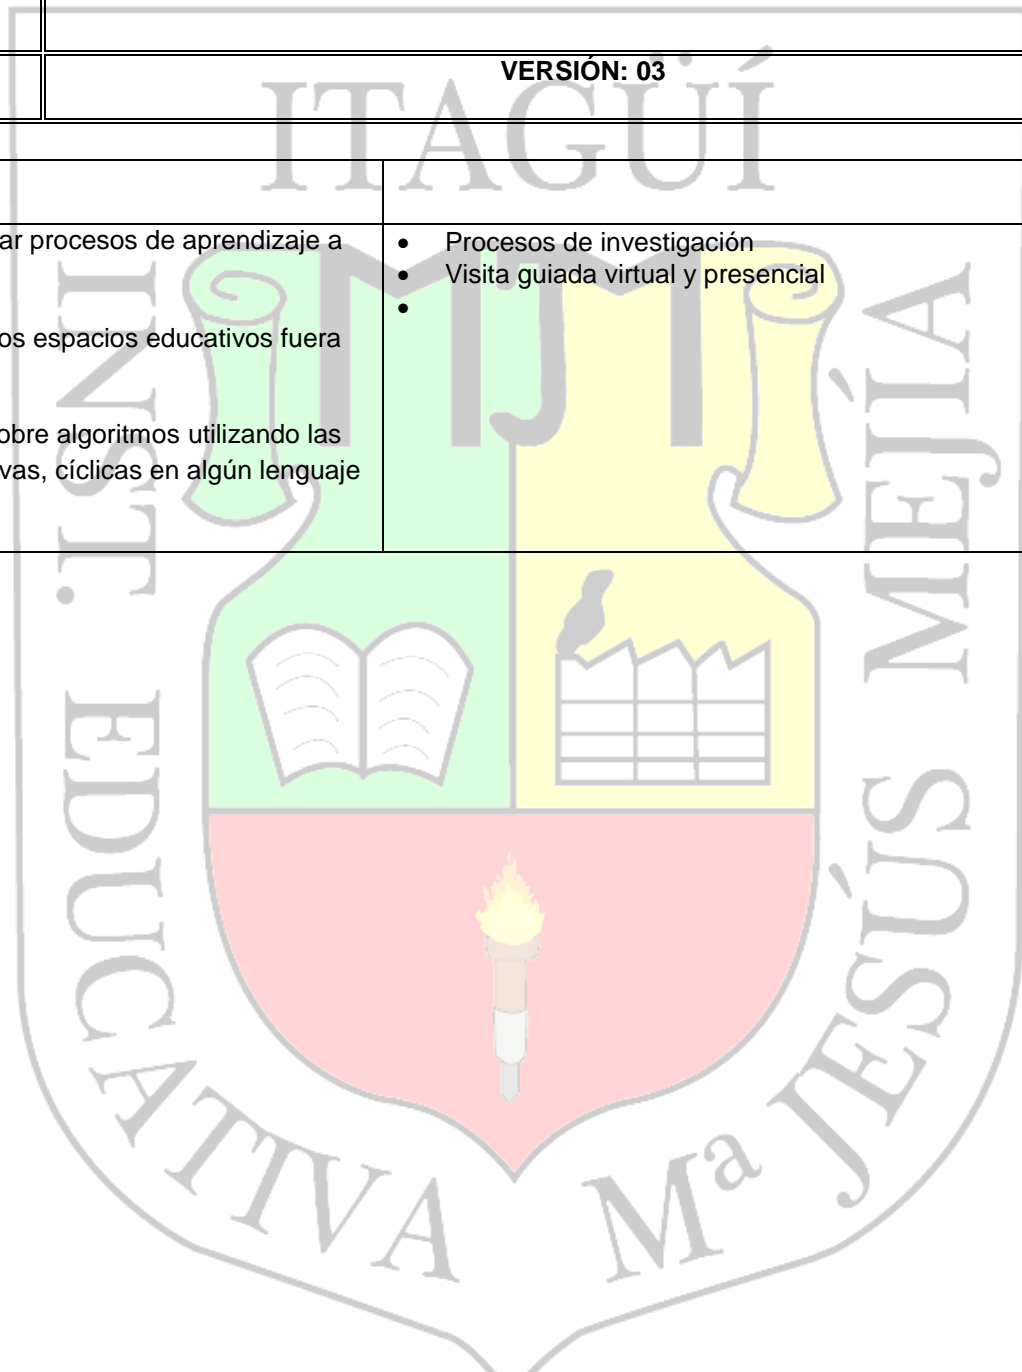 VERSIÓN: 03
ITAGÜÍ
ar procesos de aprendizaje a
os espacios educativos fuera
obre algoritmos utilizando las
vas, cíclicas en algún lenguaje
• Procesos de investigación
• Visita guiada virtual y presencial
•
MJM
INST. EDUCATIVA Mª JESÚS MEJÍA